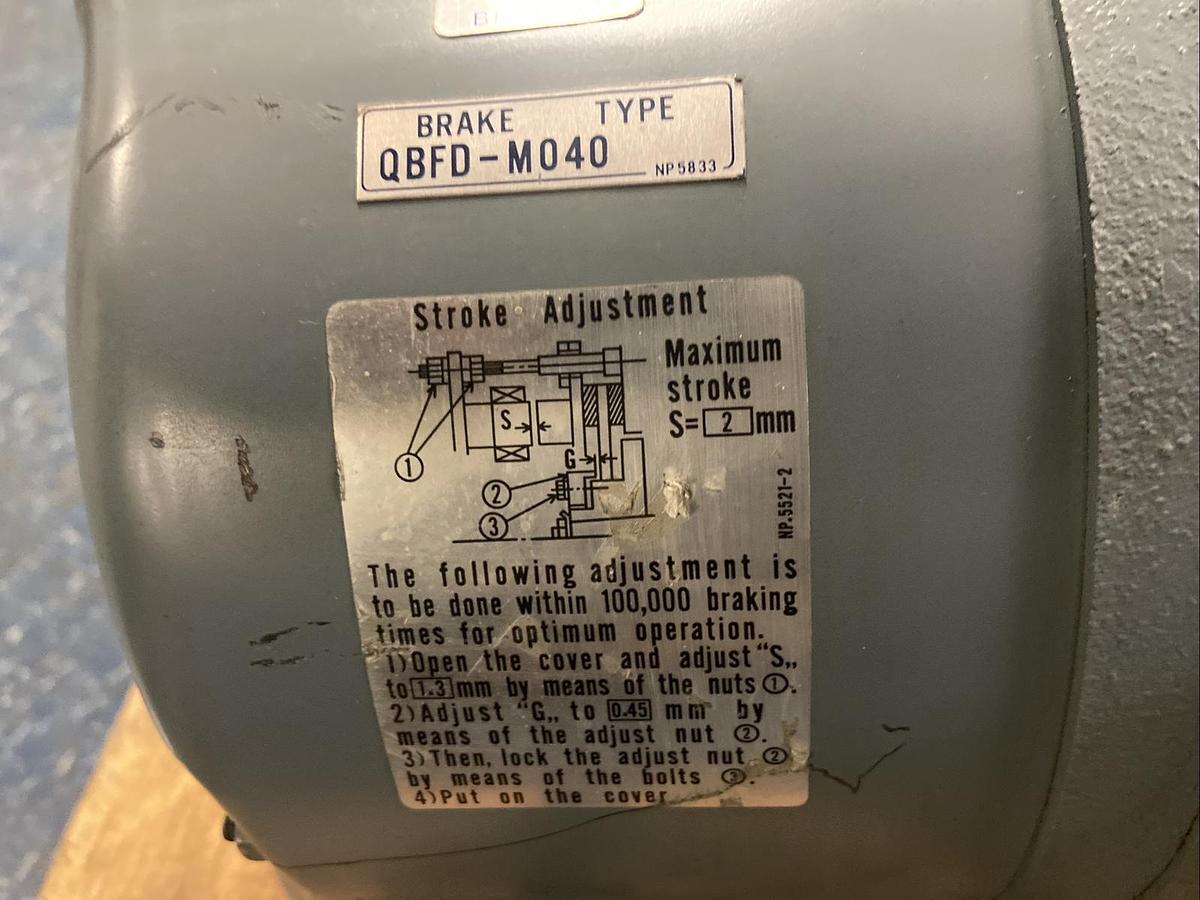 BRAKE TYPE
QBFD-M040
NP5833
Stroke Adjustment
Maximum
stroke
S= 2 mm
S
G
①
②
③
NP.5521-2
The following adjustment is
to be done within 100,000 braking
times for optimum operation.
1)Open the cover and adjust "S„
to 1.3 mm by means of the nuts ①.
2)Adjust "G„ to 0.45 mm by
means of the adjust nut ②.
3)Then, lock the adjust nut ②
by means of the bolts ③.
4)Put on the cover